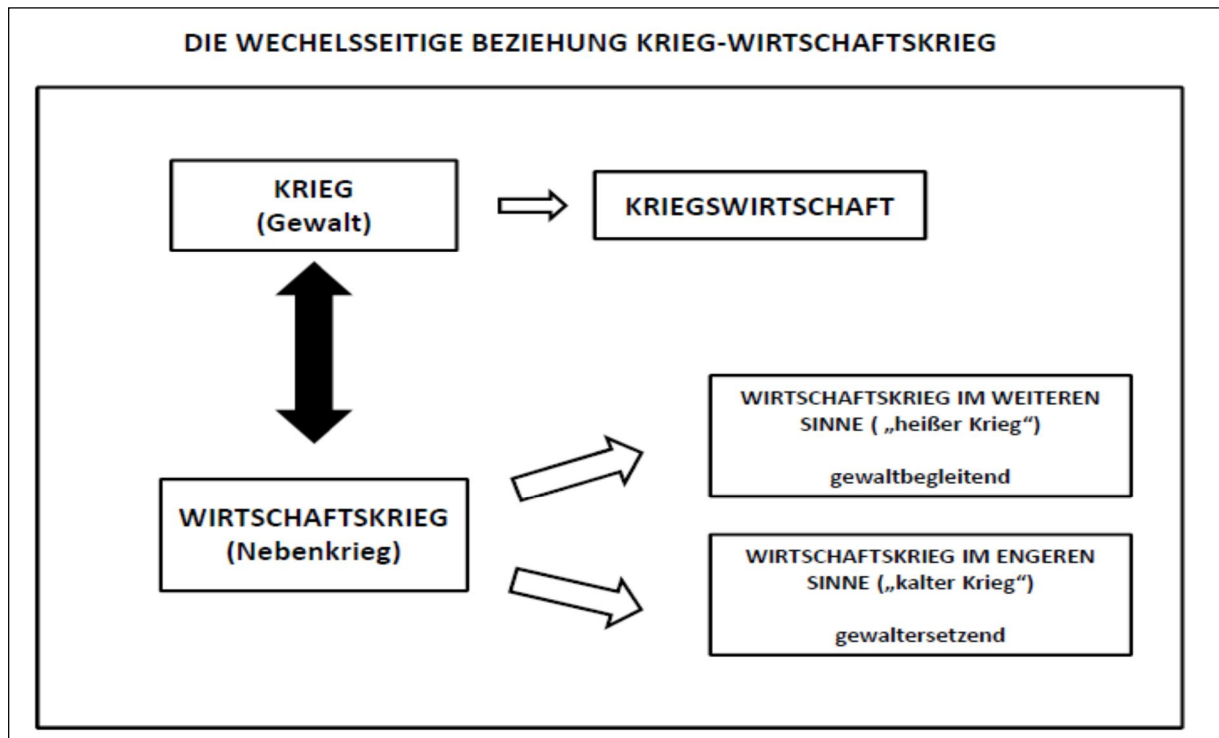 DIE WECHELSSEITIGE BEZIEHUNG KRIEG-WIRTSCHAFTSKRIEG
KRIEG
(Gewalt)
KRIEGSWIRTSCHAFT
WIRTSCHAFTSKRIEG IM WEITEREN
SINNE ( „heißer Krieg“)
gewaltbegleitend
WIRTSCHAFTSKRIEG
(Nebenkrieg)
WIRTSCHAFTSKRIEG IM ENGEREN
SINNE („kalter Krieg“)
gewaltersetzend